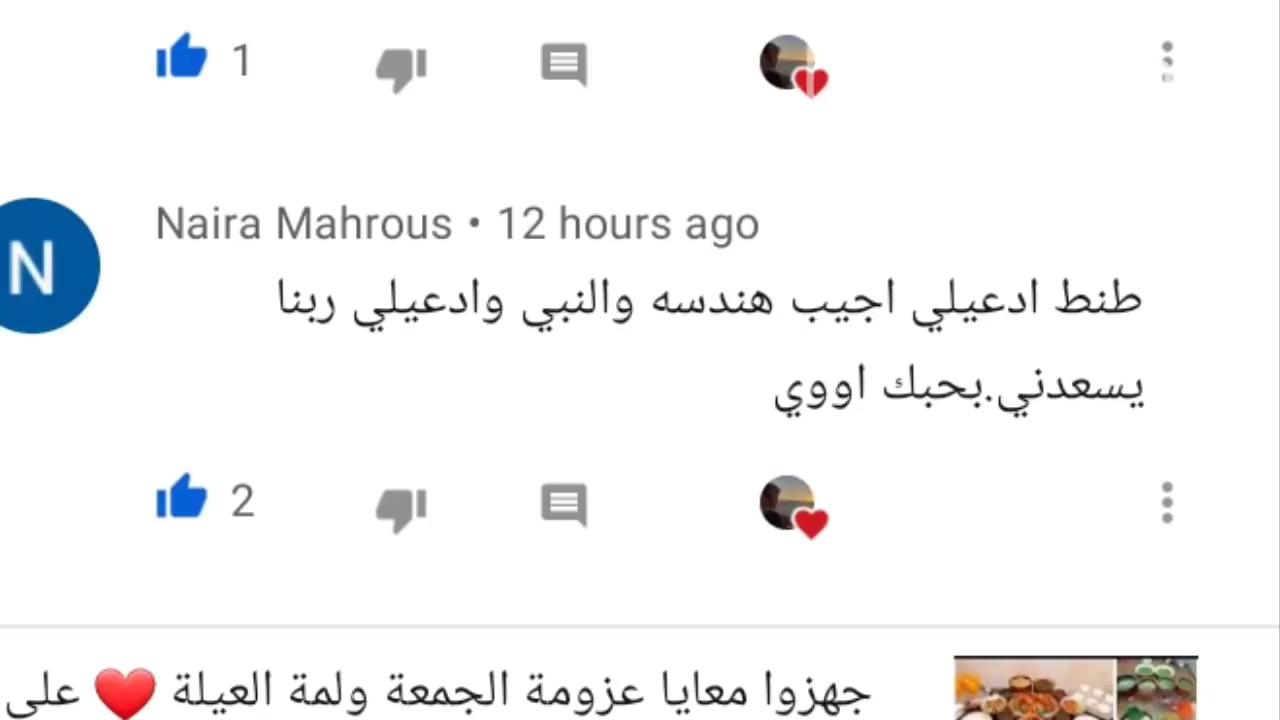 1
N
Naira Mahrous • 12 hours ago
طنط ادعيلي اجيب هندسه والنبي وادعيلي ربنا
يسعدني.بحبك اووي
2
جهزوا معايا عزومة الجمعة ولمة العيلة ❤️ على